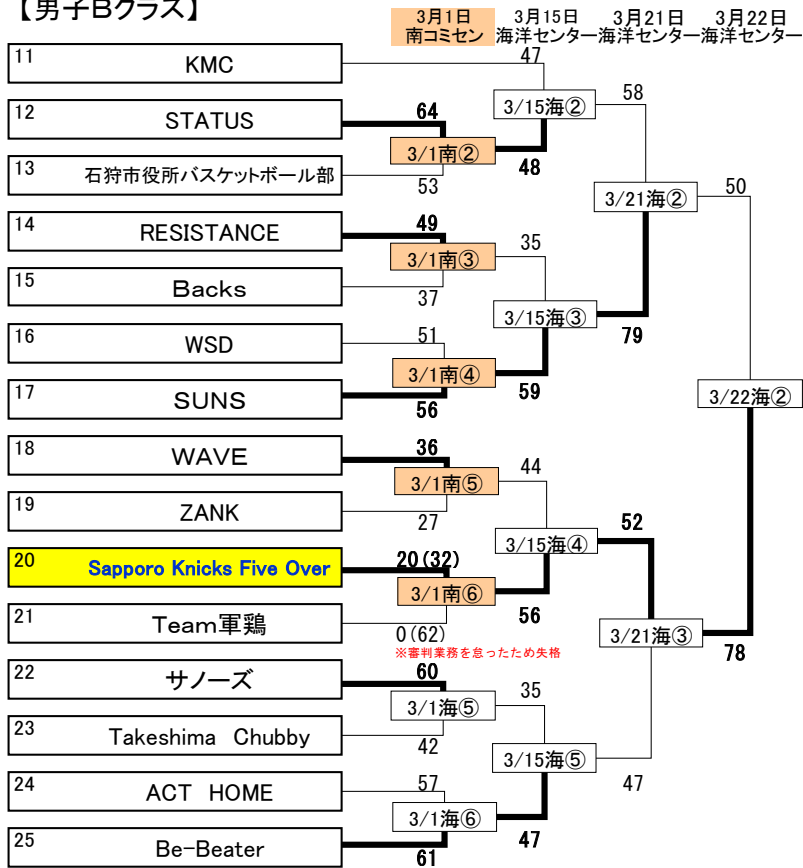 【男子Bクラス】
3月1日 3月15日 3月21日 3月22日
南コミセン 海洋センター 海洋センター 海洋センター
11 KMC
47
3/15海②
58
12 STATUS
64
3/1南②
48
13 石狩市役所バスケットボール部
53
3/21海②
50
14 RESISTANCE
49
3/1南③
35
15 Backs
37
3/15海③
79
16 WSD
51
3/1南④
59
17 SUNS
56
3/22海②
18 WAVE
36
3/1南⑤
44
19 ZANK
27
3/15海④
52
20 Sapporo Knicks Five Over
20(32)
3/1南⑥
56
21 Team軍鶏
0(62)
※審判業務を怠ったため失格
3/21海③
78
22 サノーズ
60
3/1海⑤
35
23 Takeshima Chubby
42
3/15海⑤
47
24 ACT HOME
57
3/1海⑥
47
25 Be-Beater
61